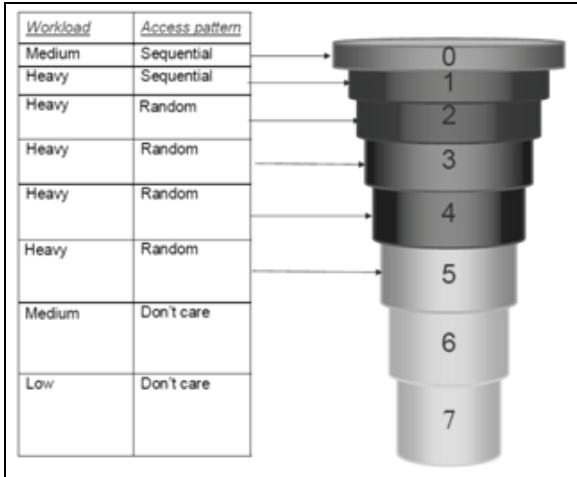 Workload Access pattern
Medium Sequential 0
Heavy Sequential 1
Heavy Random 2
Heavy Random 3
Heavy Random 4
Heavy Random 5
Medium Don't care 6
Low Don't care 7